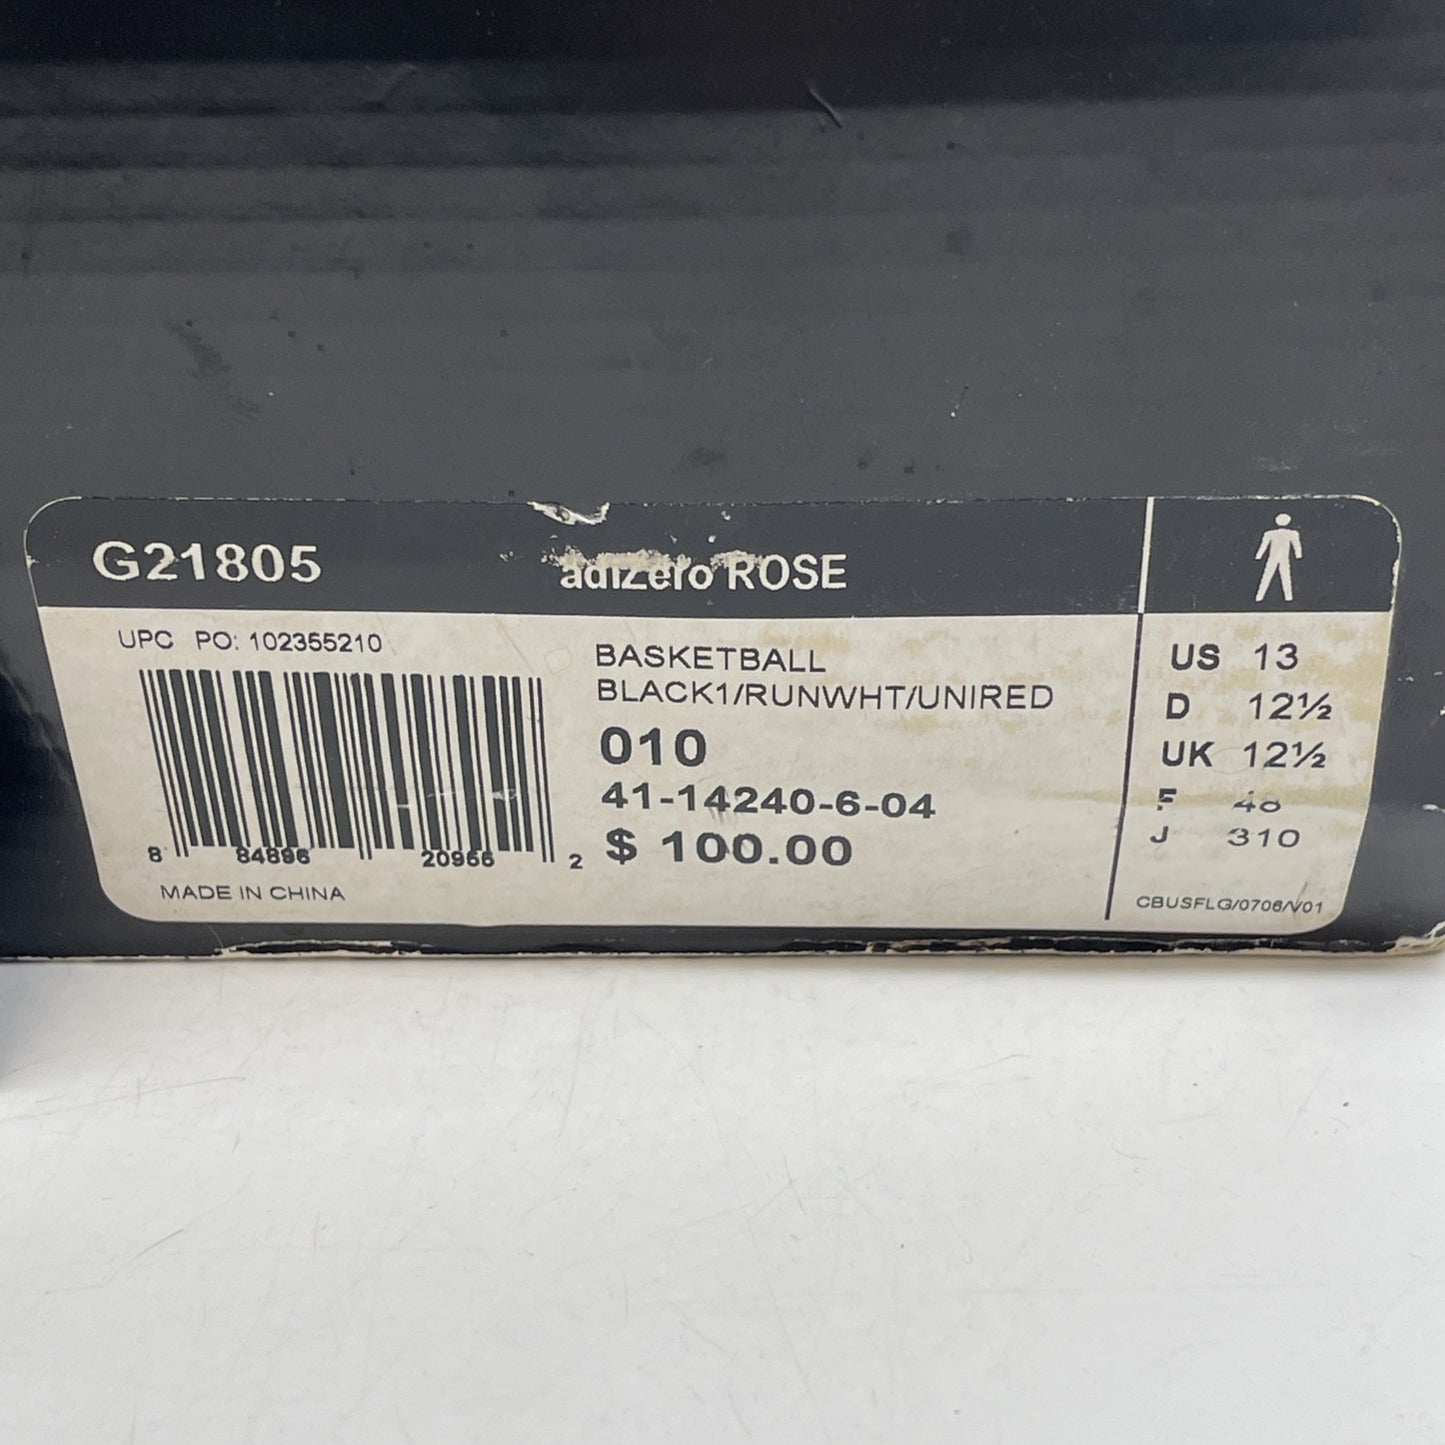 G21805
adiZero ROSE
UPC PO: 102355210
8 84896 20966 2
MADE IN CHINA
BASKETBALL
BLACK1/RUNWHT/UNIRED
010
41-14240-6-04
$ 100.00
US 13
D 12½
UK 12½
F 48
J 310
CBUSFLG/0706/V01